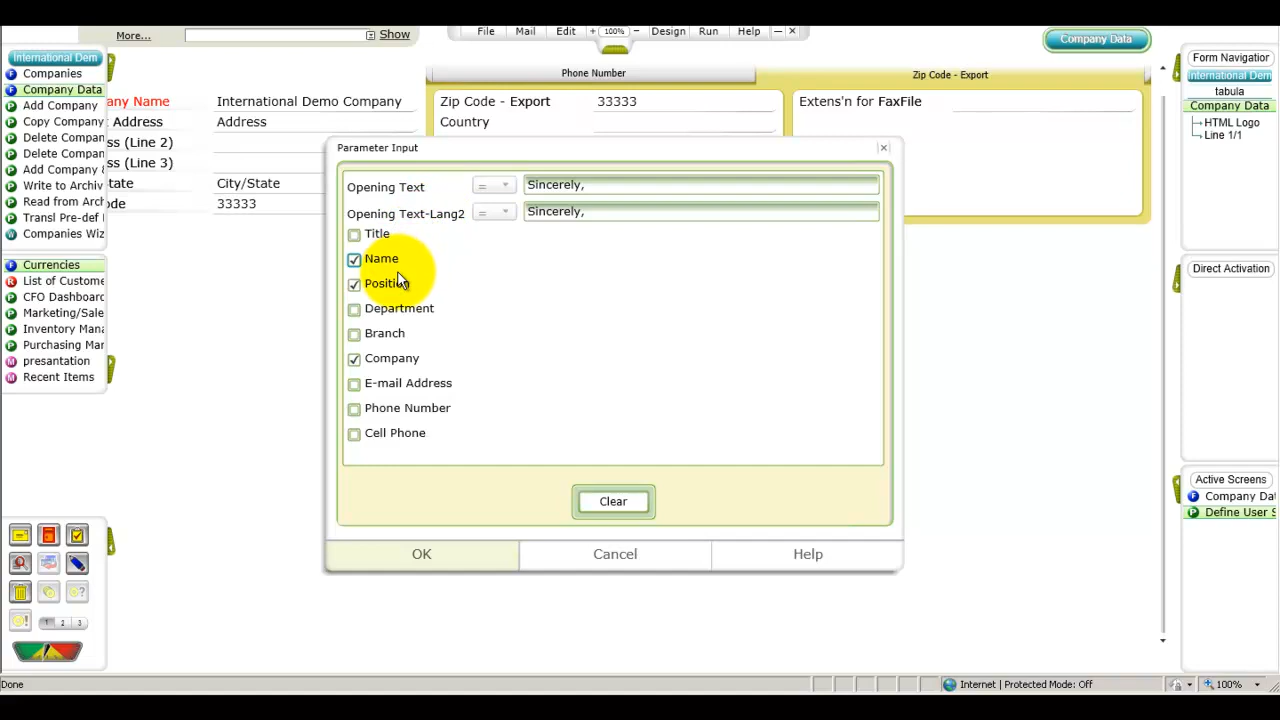 More...
Show
File
Mail
Edit
+ 100% −
Design
Run
Help
Company Data
International Dem
Companies
Company Data
Add Company
Copy Company
Delete Compan
Delete Compan
Add Company &
Write to Archiv
Read from Arch
Transl Pre-def
Companies Wiz
Currencies
List of Custome
CFO Dashboard
Marketing/Sale
Inventory Mana
Purchasing Man
presantation
Recent Items
1 2 3
any Name
International Demo Company
Address
Address
ss (Line 2)
ss (Line 3)
tate
City/State
ode
33333
Phone Number
Zip Code - Export
Zip Code - Export
33333
Country
Extens'n for FaxFile
Parameter Input
Opening Text
=
Sincerely,
Opening Text-Lang2
=
Sincerely,
Title
Name
Position
Department
Branch
Company
E-mail Address
Phone Number
Cell Phone
Clear
OK
Cancel
Help
Form Navigator
International Dem
tabula
Company Data
HTML Logo
Line 1/1
Direct Activation
Active Screens
Company Dat
Define User S
Done
Internet | Protected Mode: Off
100%